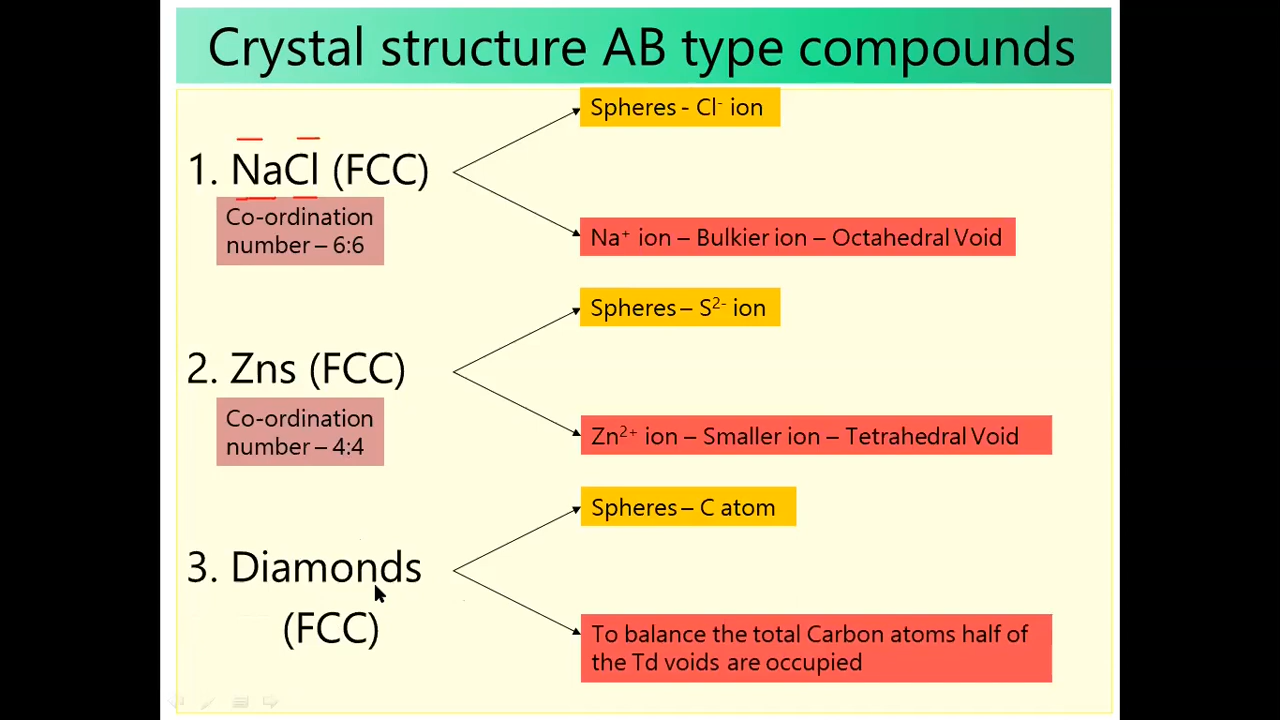 Crystal structure AB type compounds
Spheres - Cl⁻ ion
1. NaCl (FCC)
Co-ordination
number – 6:6
Na⁺ ion – Bulkier ion – Octahedral Void
Spheres – S²⁻ ion
2. Zns (FCC)
Co-ordination
number – 4:4
Zn²⁺ ion – Smaller ion – Tetrahedral Void
Spheres – C atom
3. Diamonds
(FCC)
To balance the total Carbon atoms half of
the Td voids are occupied